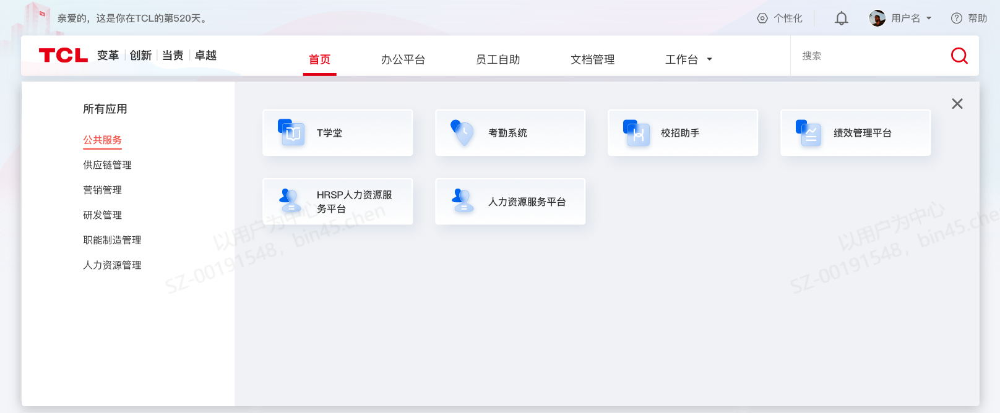 亲爱的，这是你在TCL的第520天。
个性化
用户名
帮助
TCL 变革 创新 当责 卓越
首页
办公平台
员工自助
文档管理
工作台
搜索
所有应用
公共服务
供应链管理
营销管理
研发管理
职能制造管理
人力资源管理
T学堂
考勤系统
校招助手
绩效管理平台
HRSP人力资源服
务平台
人力资源服务平台
以用户为中心
SZ-00191548，bin45.chen
以用户为中心
SZ-00191548，bin45.che